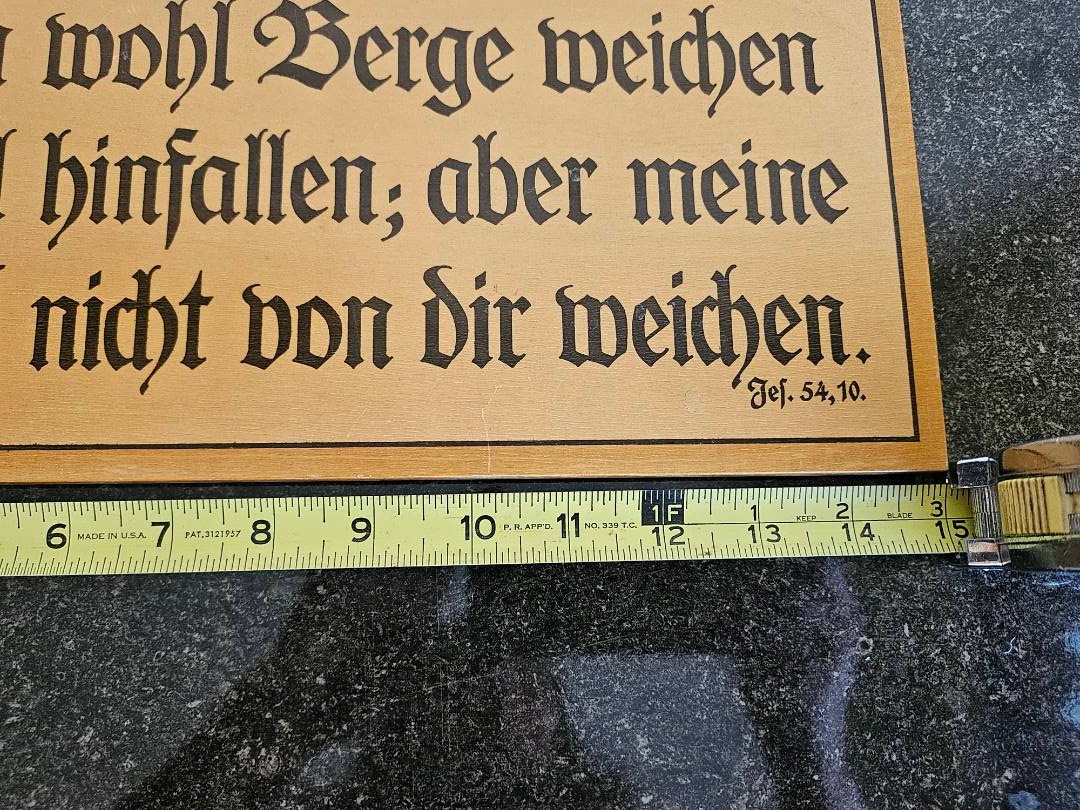 wohl Berge weichen
hinfallen; aber meine
nicht von dir weichen.
Jes. 54,10.
1F 1 KEEP 2 BLADE 3
6 MADE IN U.S.A. 7 PAT. 3121957 8 9 10 P. R. APP'D. 11 NO. 339 T.C. 12 13 14 15